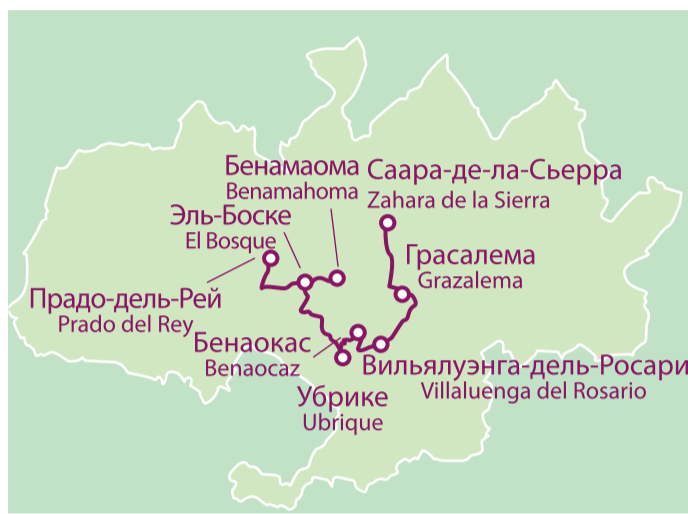 Бенамаома
Benamahoma
Саара-де-ла-Сьерра
Zahara de la Sierra
Эль-Боске
El Bosque
Грасалема
Grazalema
Прадо-дель-Рей
Prado del Rey
Бенаокас
Benaocaz
Вильялуэнга-дель-Росари
Villaluenga del Rosario
Убрике
Ubrique